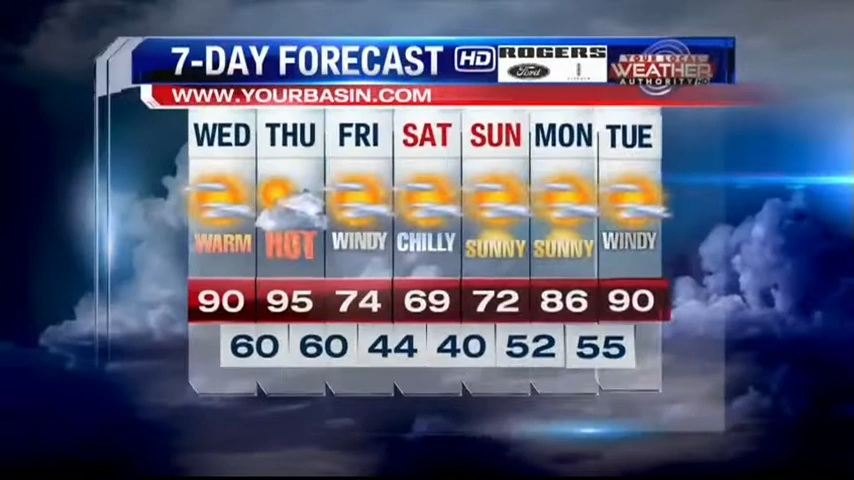 7-DAY FORECAST HD ROGERS
Ford
YOUR LOCAL
WEATHER
AUTHORITY
WWW.YOURBASIN.COM
WED THU FRI SAT SUN MON TUE
WARM HOT WINDY CHILLY SUNNY SUNNY WINDY
90 95 74 69 72 86 90
60 60 44 40 52 55